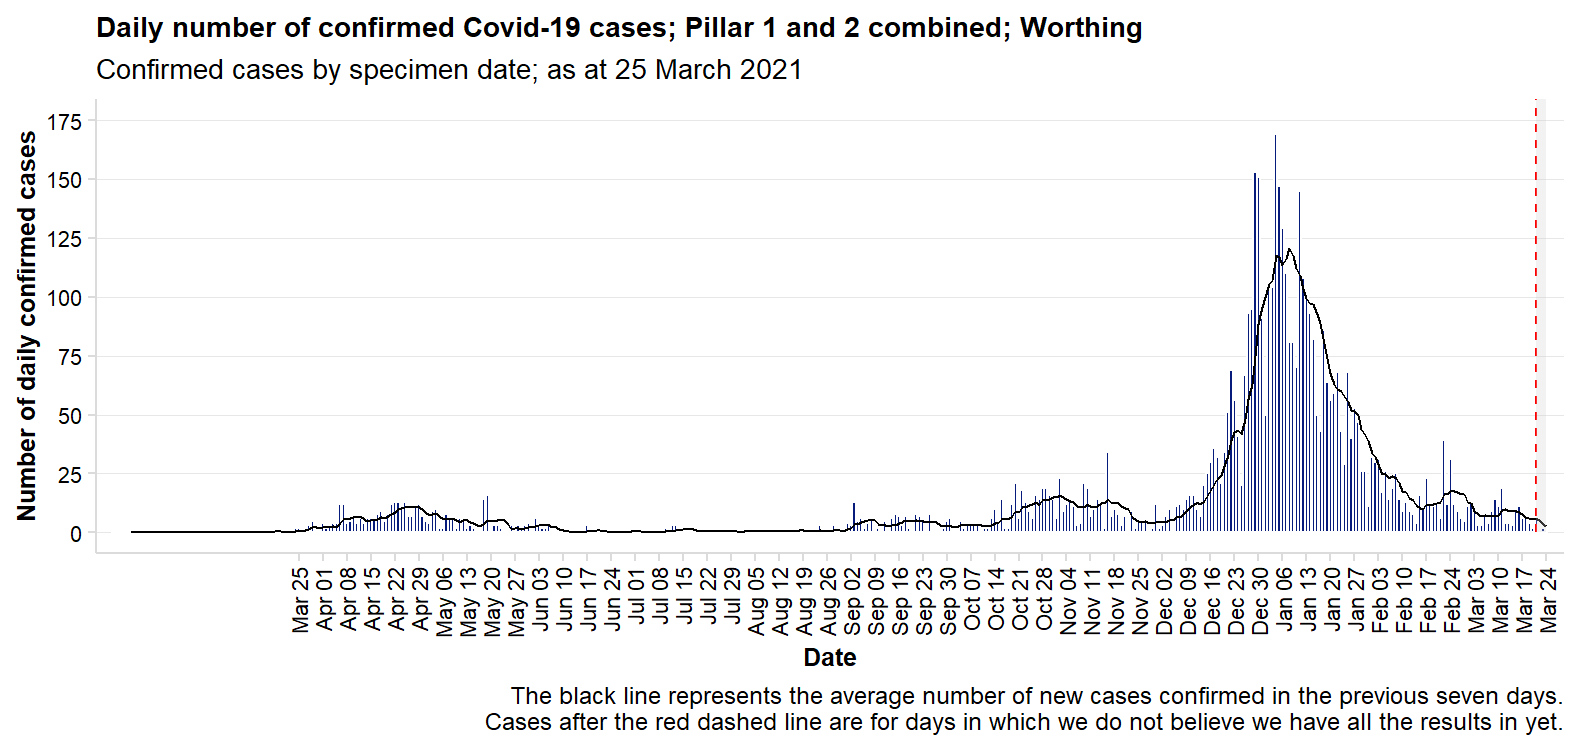 Daily number of confirmed Covid-19 cases; Pillar 1 and 2 combined; Worthing
Confirmed cases by specimen date; as at 25 March 2021
Number of daily confirmed cases
175
150
125
100
75
50
25
0
Mar 25
Apr 01
Apr 08
Apr 15
Apr 22
Apr 29
May 06
May 13
May 20
May 27
Jun 03
Jun 10
Jun 17
Jun 24
Jul 01
Jul 08
Jul 15
Jul 22
Jul 29
Aug 05
Aug 12
Aug 19
Aug 26
Sep 02
Sep 09
Sep 16
Sep 23
Sep 30
Oct 07
Oct 14
Oct 21
Oct 28
Nov 04
Nov 11
Nov 18
Nov 25
Dec 02
Dec 09
Dec 16
Dec 23
Dec 30
Jan 06
Jan 13
Jan 20
Jan 27
Feb 03
Feb 10
Feb 17
Feb 24
Mar 03
Mar 10
Mar 17
Mar 24
Date
The black line represents the average number of new cases confirmed in the previous seven days.
Cases after the red dashed line are for days in which we do not believe we have all the results in yet.